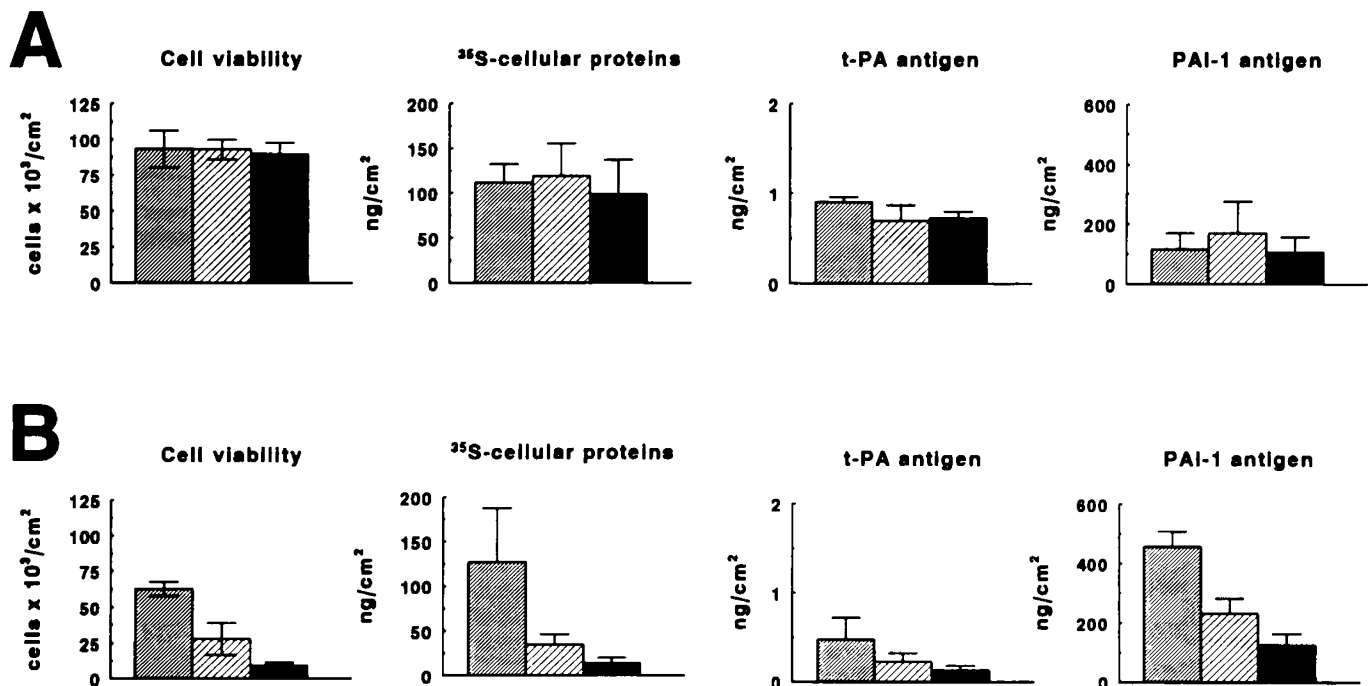 A
Cell viability
³⁵S-cellular proteins
t-PA antigen
PAI-1 antigen
cells x 10³/cm²
125
100
75
50
25
0
ng/cm²
200
150
100
50
0
ng/cm²
2
1
0
ng/cm²
600
400
200
0
B
Cell viability
³⁵S-cellular proteins
t-PA antigen
PAI-1 antigen
cells x 10³/cm²
125
100
75
50
25
0
ng/cm²
200
150
100
50
0
ng/cm²
2
1
0
ng/cm²
600
400
200
0